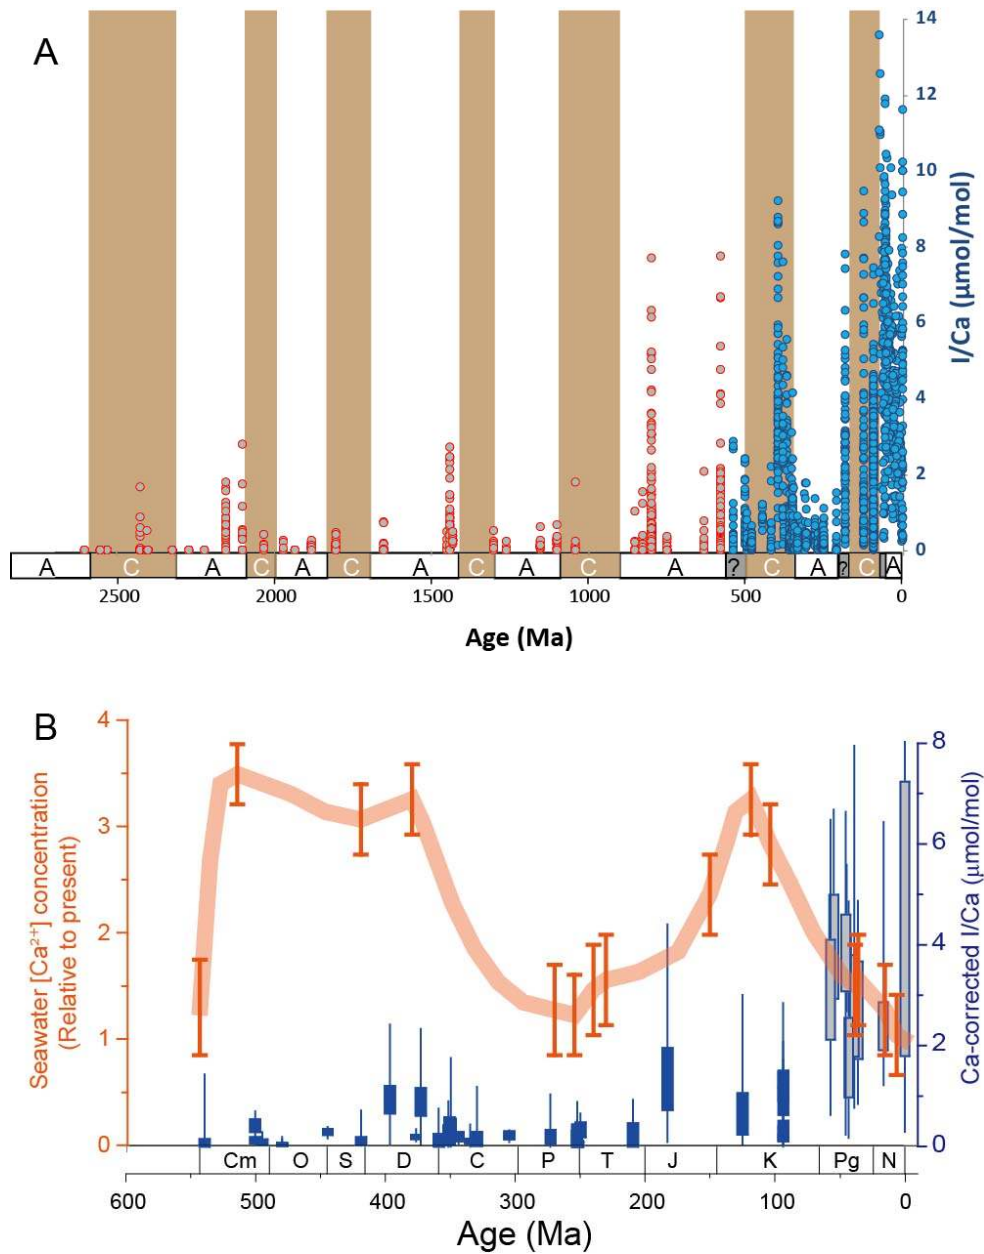 A
14
12
10
8
6
4
2
0
I/Ca (µmol/mol)
A C A C A C A C A C A ? C A ? C A
2500 2000 1500 1000 500 0
Age (Ma)
B
4
3
2
1
0
Seawater [Ca²⁺] concentration
(Relative to present)
8
6
4
2
0
Ca-corrected I/Ca (µmol/mol)
Cm O S D C P T J K Pg N
600 500 400 300 200 100 0
Age (Ma)